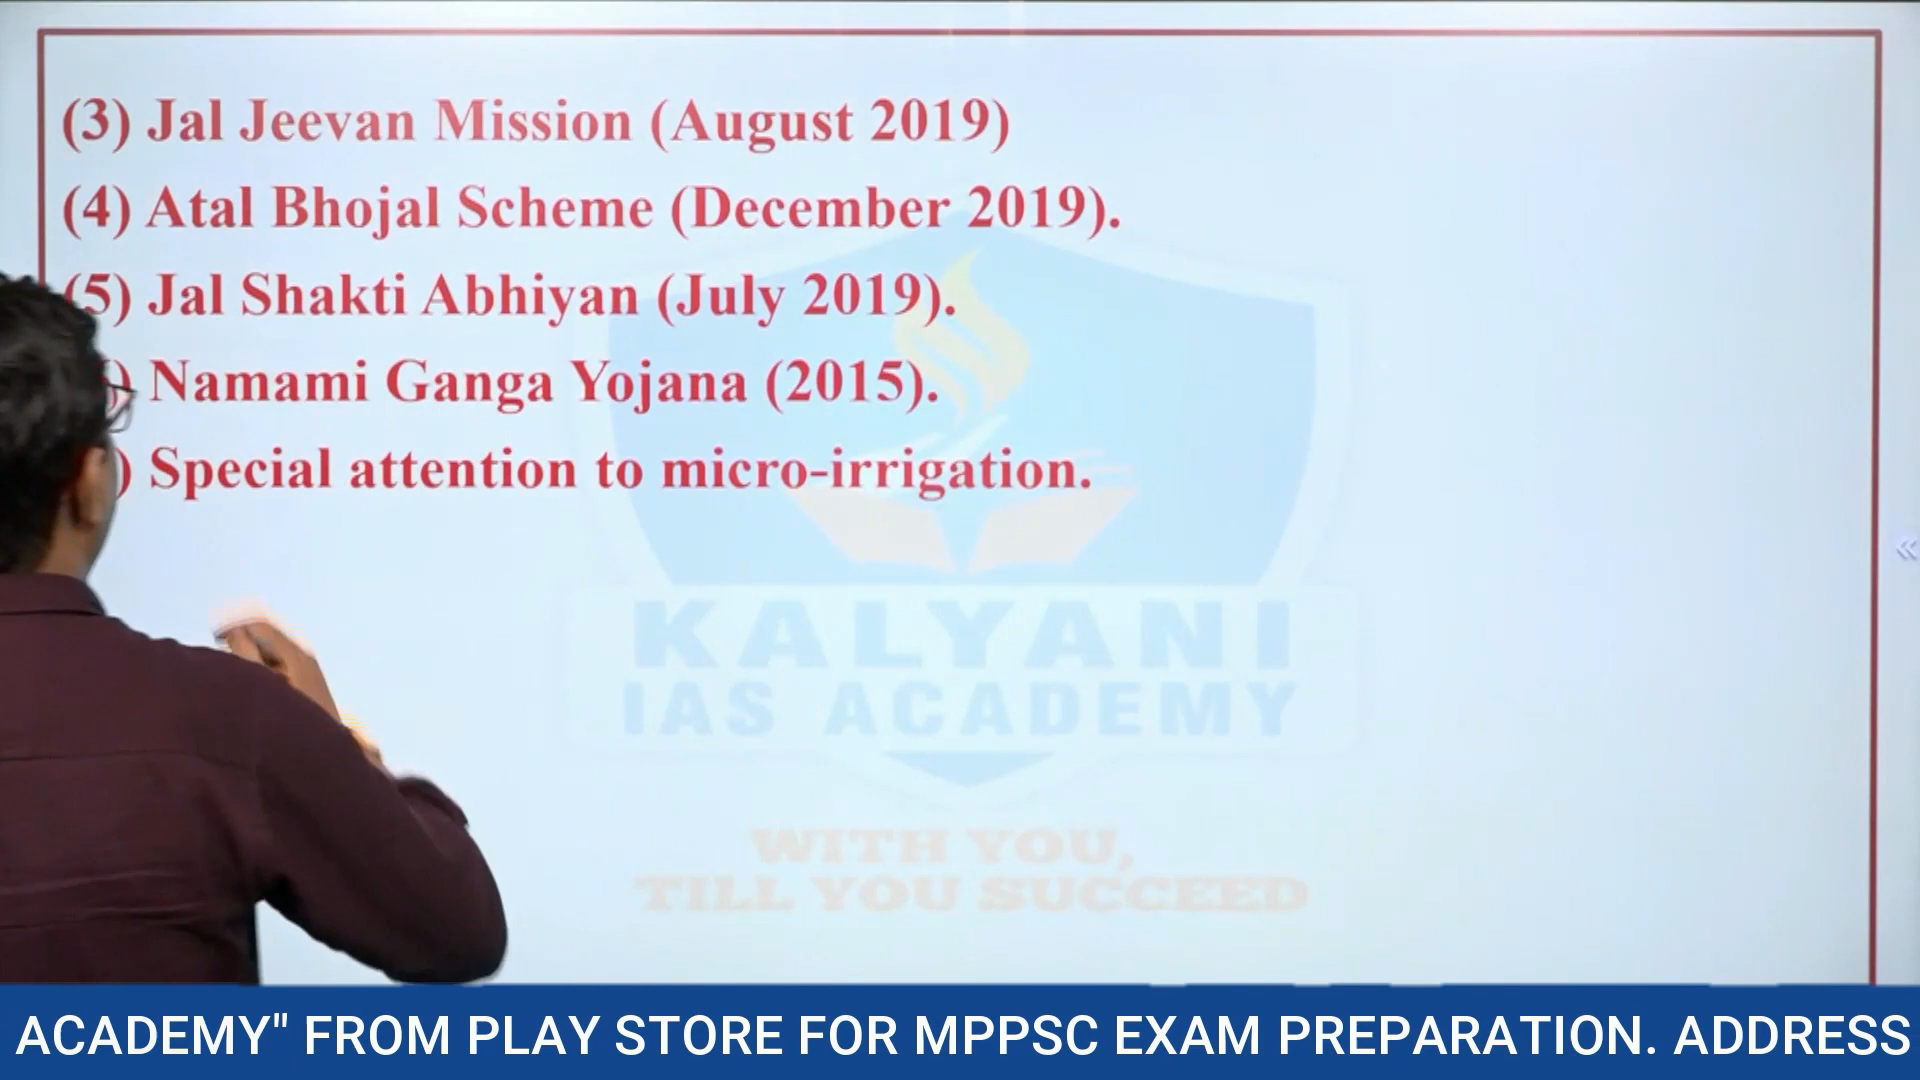 (3) Jal Jeevan Mission (August 2019)
(4) Atal Bhojal Scheme (December 2019).
(5) Jal Shakti Abhiyan (July 2019).
) Namami Ganga Yojana (2015).
) Special attention to micro-irrigation.
KALYANI
IAS ACADEMY
WITH YOU,
TILL YOU SUCCEED
ACADEMY" FROM PLAY STORE FOR MPPSC EXAM PREPARATION. ADDRESS